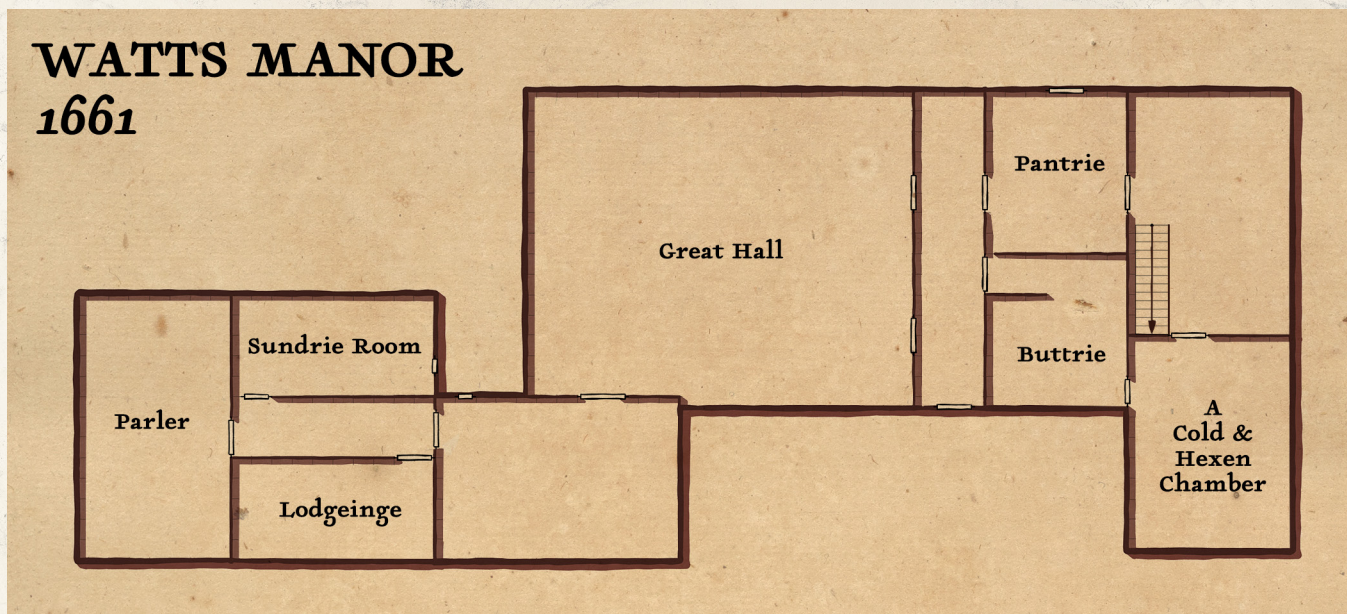 WATTS MANOR
1661
Pantrie
Great Hall
Sundrie Room
Buttrie
Parler
A
Cold &
Hexen
Chamber
Lodgeinge